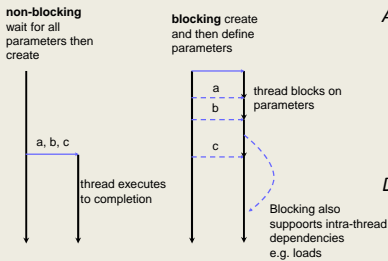 non-blocking
wait for all
parameters then
create
a, b, c
thread executes
to completion
blocking create
and then define
parameters
a
b
c
thread blocks on
parameters
Blocking also
suppoorts intra-thread
dependencies
e.g. loads
A
D